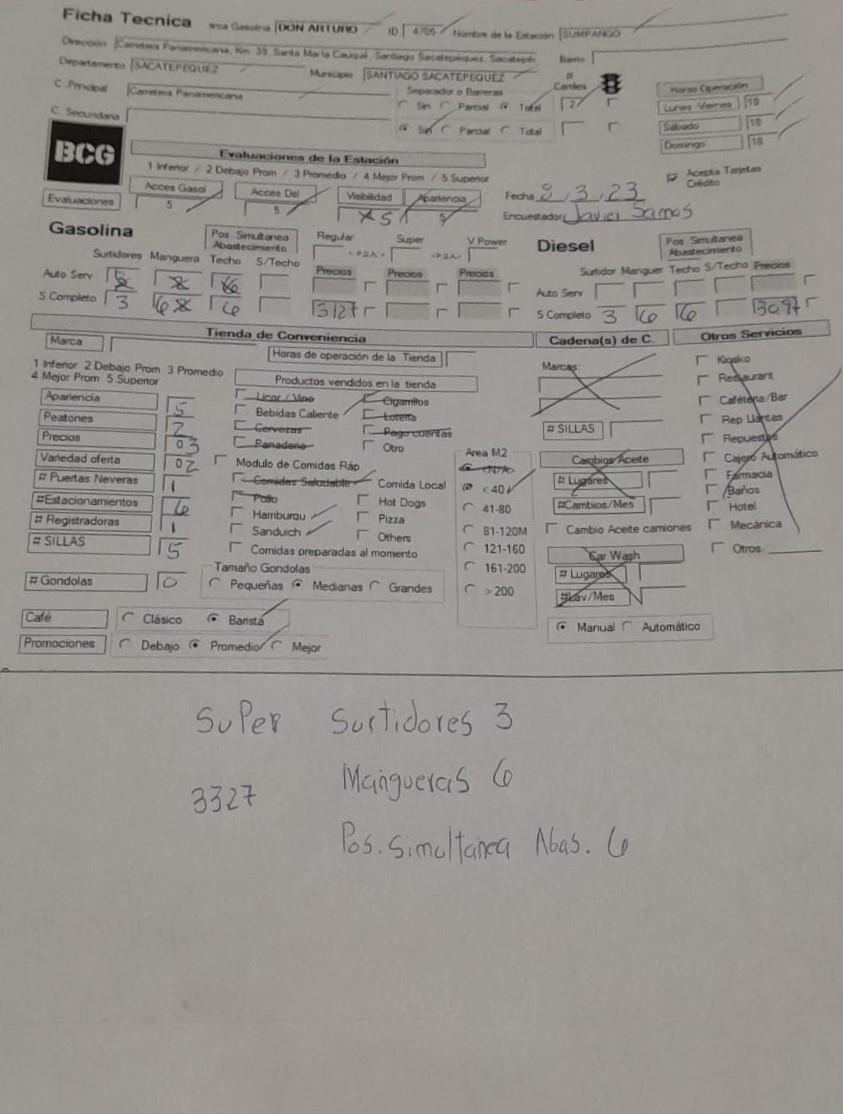 Ficha Tecnica arca Gasolina DON ARTURO ID 4705 Nombre de la Estación SUMPANGO
Dirección Carretera Panamericana, Km. 39, Santa María Cauqué, Santiago Sacatepéquez, Sacatepé Barrio
Departamento SACATEPEQUEZ Municipio SANTIAGO SACATEPEQUEZ
# Carriles
C. Principal Carretera Panamericana Separador o Barreras
Sin Parcial Total 2
C. Secundaria
Sin Parcial Total
Horas Operación
Lunes-Viernes 18
Sábado 18
Domingo 18
BCG
Evaluaciones de la Estación
1 Inferior / 2 Debajo Prom / 3 Promedio / 4 Mejor Prom / 5 Superior
Acepta Tarjetas Crédito
Acces Gasol Acces Dsl Visibilidad Apariencia
Evaluaciones 5 5 5
Fecha 8/3/23
Encuestador Javier Samos
Gasolina
Pos. Simultanea Abastecimiento
Surtidores Manguera Techo S/Techo
Auto Serv
S Completo 3 6 6
Regular Super V Power
Precios Precios Precios
3127
Diesel
Pos Simultanea Abastecimiento
Surtidor Manguer Techo S/Techo Precios
Auto Serv
S Completo 3 6 6 30.97
Tienda de Conveniencia
Marca
Horas de operación de la Tienda
1 Inferior 2 Debajo Prom 3 Promedio
4 Mejor Prom 5 Superior
Apariencia 5
Peatones 2
Precios 03
Variedad oferta 02
# Puertas Neveras 1
#Estacionamientos 6
# Registradoras 1
# SILLAS 5
# Gondolas 0
Productos vendidos en la tienda
Licor / Vino Cigarrillos
Bebidas Caliente Loteria
Cervezas Pago cuentas
Panaderia Otro
Modulo de Comidas Ráp
Comidas Saludable Comida Local
Pollo Hot Dogs
Hamburgu Pizza
Sandwich Others
Comidas preparadas al momento
Tamaño Gondolas
Pequeñas Medianas Grandes
Area M2
(N/A)
< 40
41-80
81-120M
121-160
161-200
> 200
Café Clásico Barista
Promociones Debajo Promedio Mejor
Cadena(s) de C.
Marcas:
# SILLAS
Cambios Aceite
# Lugares
#Cambios/Mes
Cambio Aceite camiones
Car Wash
# Lugares
#Lav/Mes
Manual Automático
Otros Servicios
Kiosko
Restaurant
Cafétéria/Bar
Rep Llantas
Repuestos
Cajero Automático
Farmacia
Baños
Hotel
Mecánica
Otros
Super Surtidores 3
3327 Mangueras 6
Pos. Simultanea Abas. 6